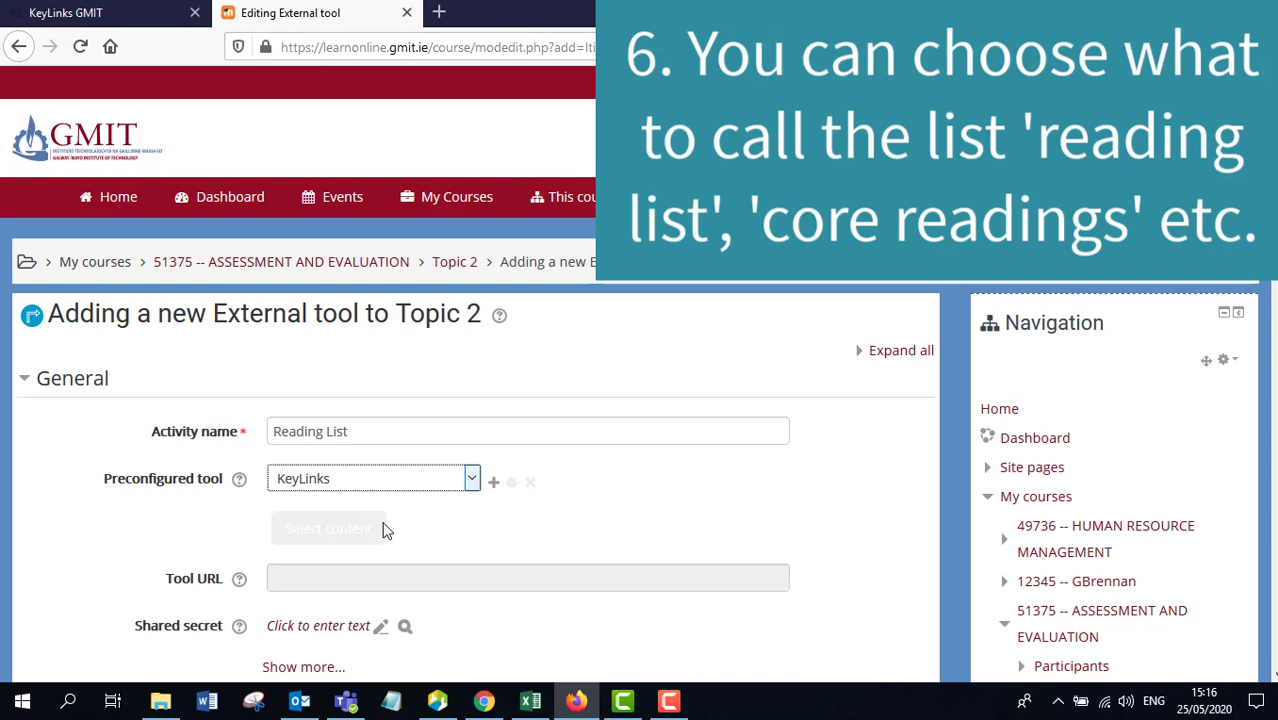 KeyLinks GMIT
Editing External tool
https://learnonline.gmit.ie/course/modedit.php?add=lti
6. You can choose what
to call the list 'reading
list', 'core readings' etc.
GMIT
Home
Dashboard
Events
My Courses
This cou
My courses
51375 -- ASSESSMENT AND EVALUATION
Topic 2
Adding a new E
Adding a new External tool to Topic 2
Expand all
General
Activity name*
Reading List
Preconfigured tool
KeyLinks
Select content
Tool URL
Shared secret
Click to enter text
Show more...
Navigation
Home
Dashboard
Site pages
My courses
49736 -- HUMAN RESOURCE
MANAGEMENT
12345 -- GBrennan
51375 -- ASSESSMENT AND
EVALUATION
Participants
ENG
15:16
25/05/2020